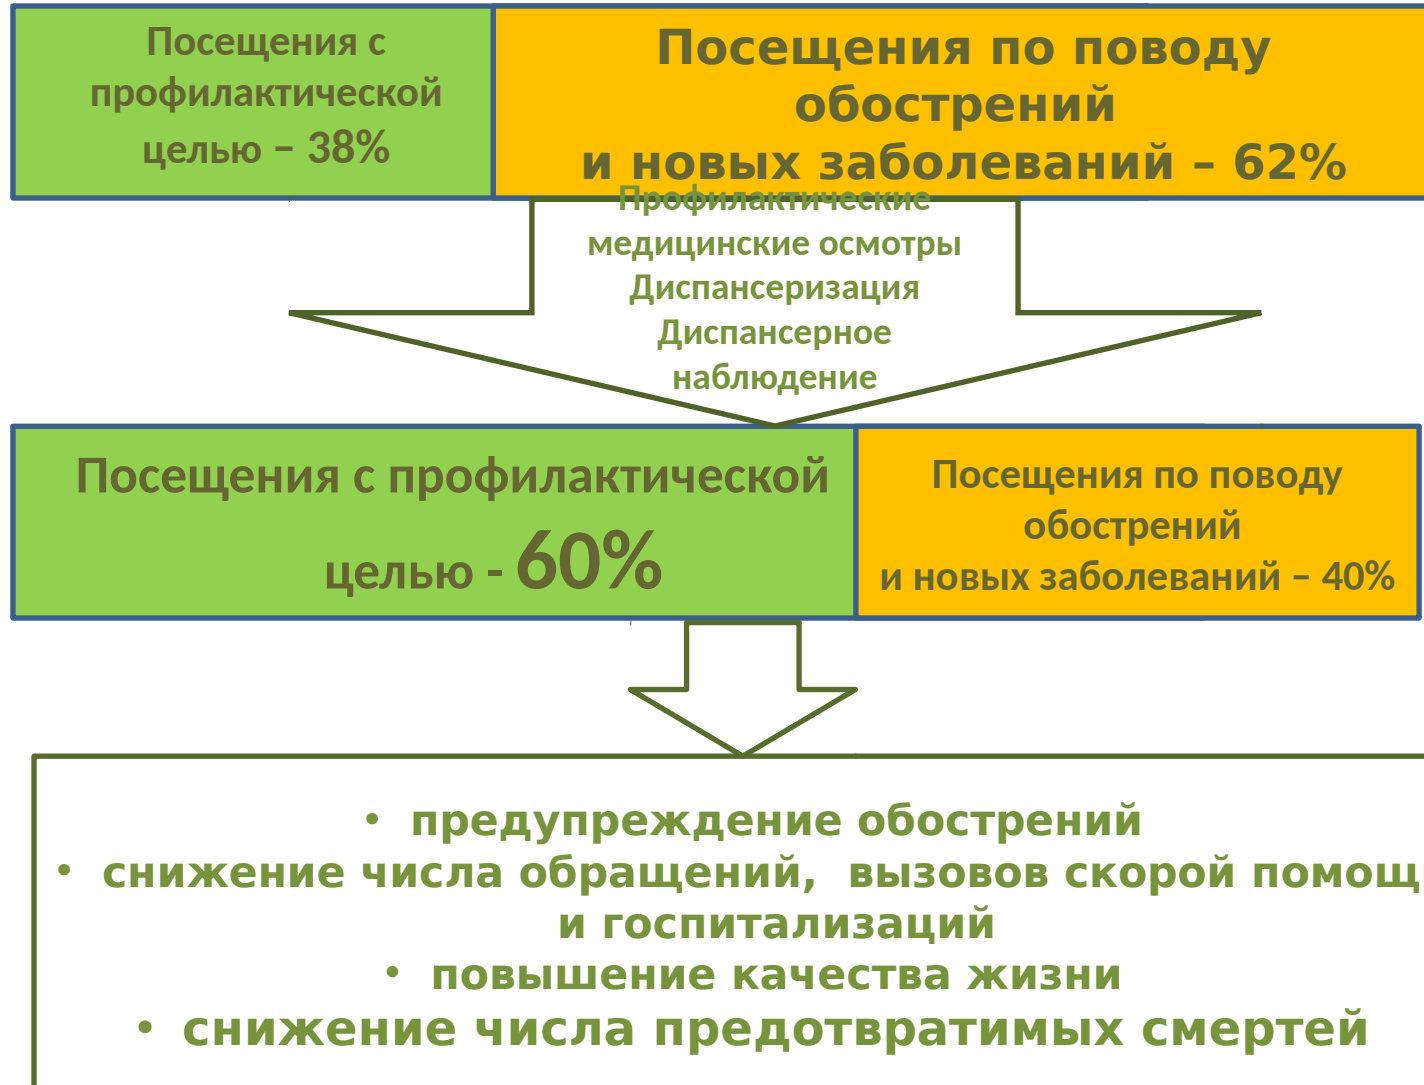 Посещения с
профилактической
целью – 38%
Посещения по поводу
обострений
и новых заболеваний – 62%
Профилактические
медицинские осмотры
Диспансеризация
Диспансерное
наблюдение
Посещения с профилактической
целью - 60%
Посещения по поводу
обострений
и новых заболеваний – 40%
• предупреждение обострений
• снижение числа обращений, вызовов скорой помощ
и госпитализаций
• повышение качества жизни
• снижение числа предотвратимых смертей